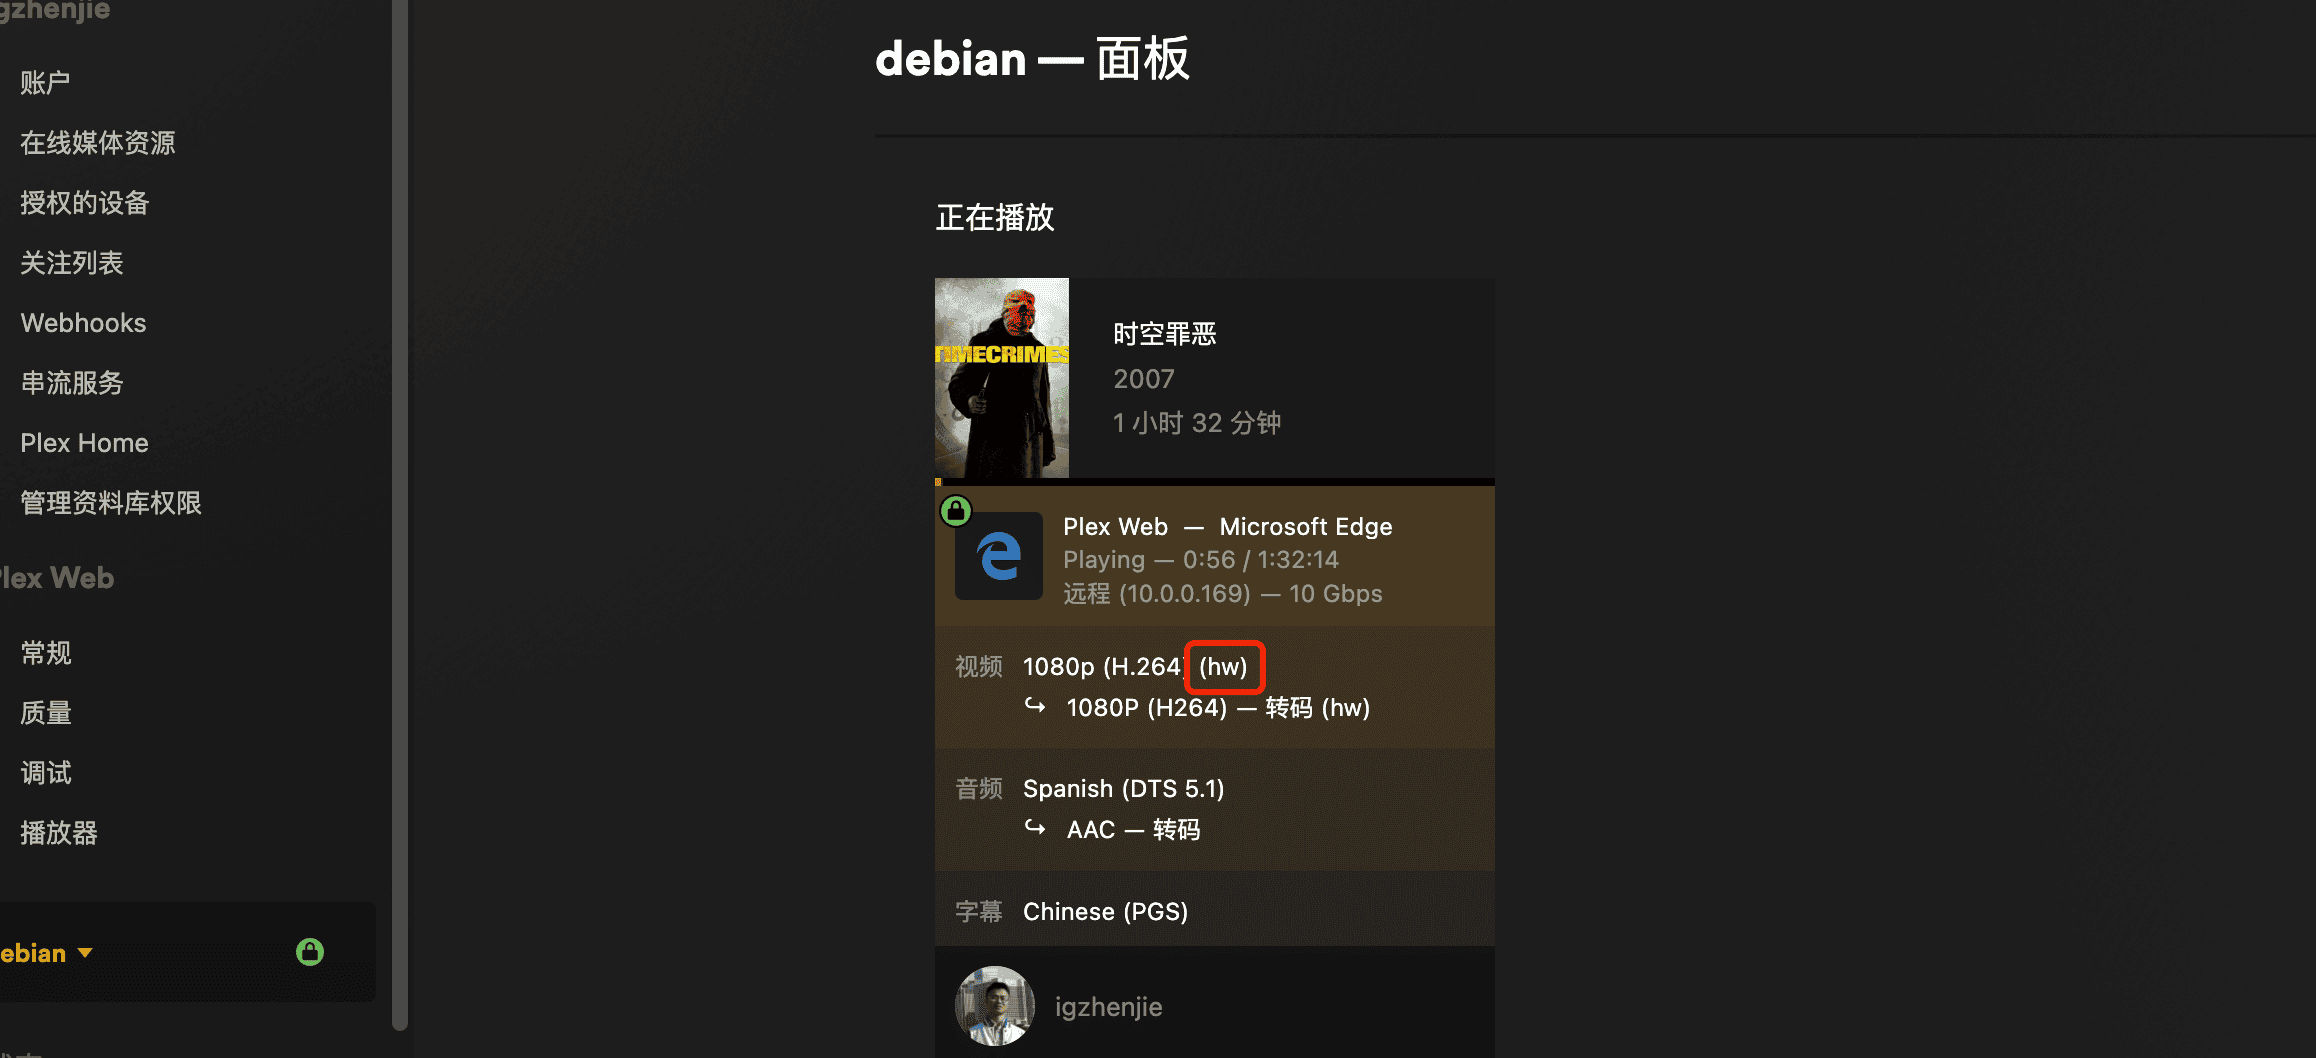 gzhenjie
账户
在线媒体资源
授权的设备
关注列表
Webhooks
串流服务
Plex Home
管理资料库权限
lex Web
常规
质量
调试
播放器
ebian
debian — 面板
正在播放
TIMECRIMES
时空罪恶
2007
1 小时 32 分钟
Plex Web — Microsoft Edge
Playing — 0:56 / 1:32:14
远程 (10.0.0.169) — 10 Gbps
视频 1080p (H.264) (hw)
↪ 1080P (H264) — 转码 (hw)
音频 Spanish (DTS 5.1)
↪ AAC — 转码
字幕 Chinese (PGS)
igzhenjie